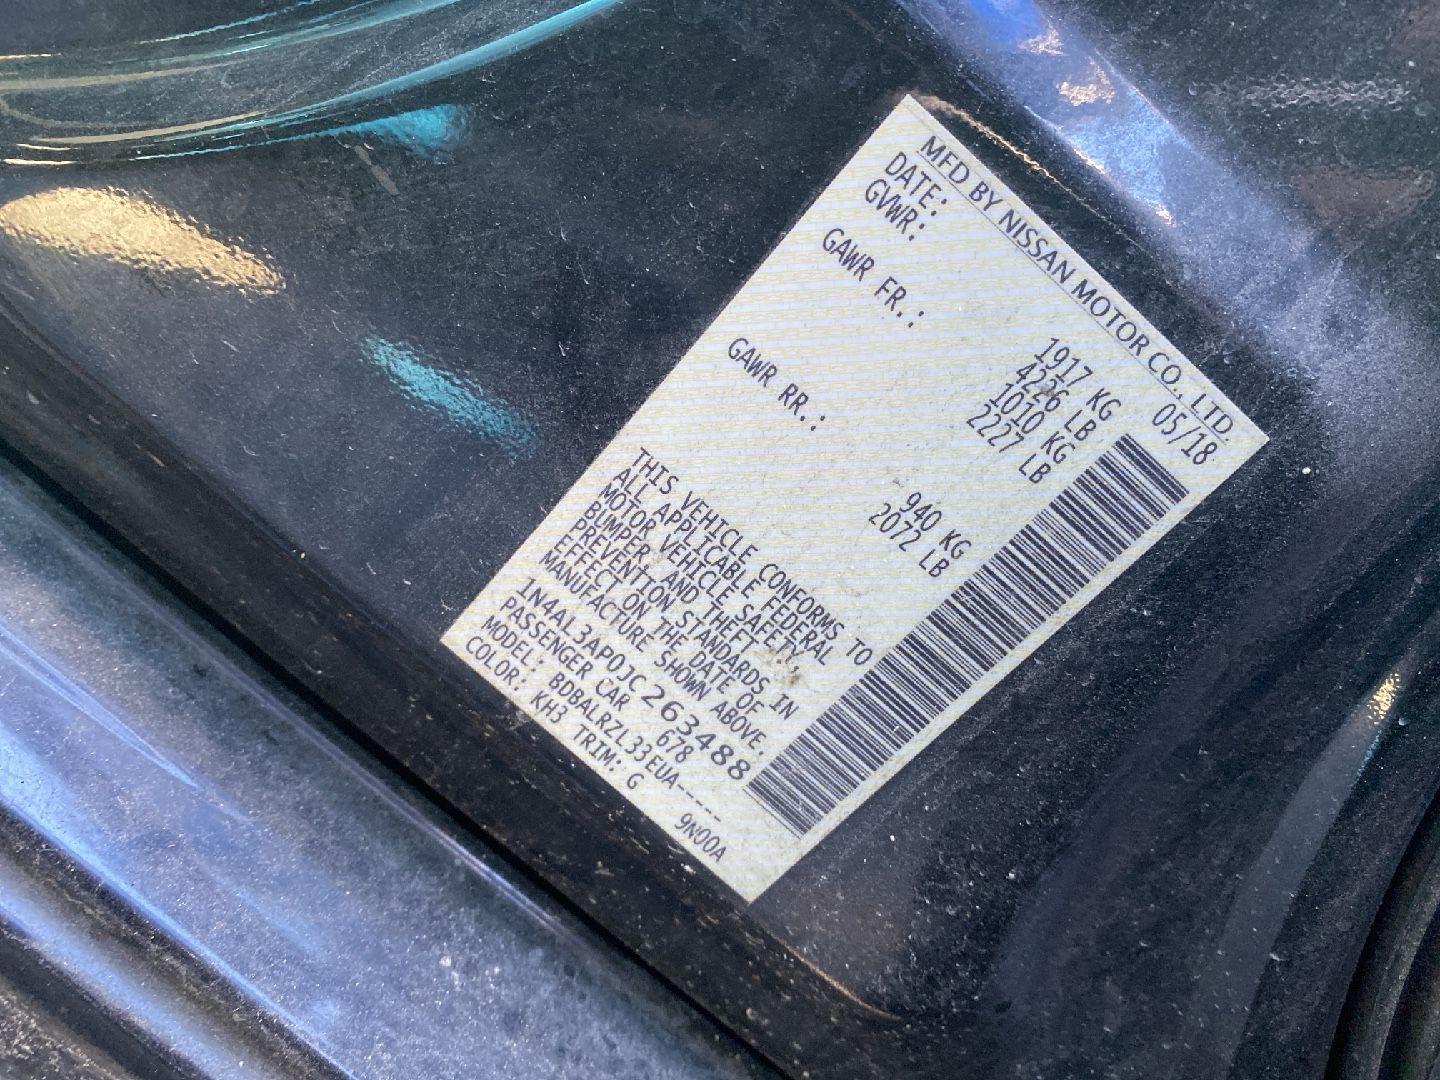 MFD BY NISSAN MOTOR CO., LTD.
DATE: 05/18
GVWR: 1917 KG
4226 LB
GAWR FR.: 1010 KG
2227 LB
GAWR RR.: 940 KG
2072 LB
THIS VEHICLE CONFORMS TO
ALL APPLICABLE FEDERAL
MOTOR VEHICLE SAFETY,
BUMPER, AND THEFT
PREVENTION STANDARDS IN
EFFECT ON THE DATE OF
MANUFACTURE SHOWN ABOVE.
1N4AL3AP0JC263488
PASSENGER CAR 678
MODEL: BDBALRZL33EUA----
COLOR: KH3 TRIM: G 9N00A